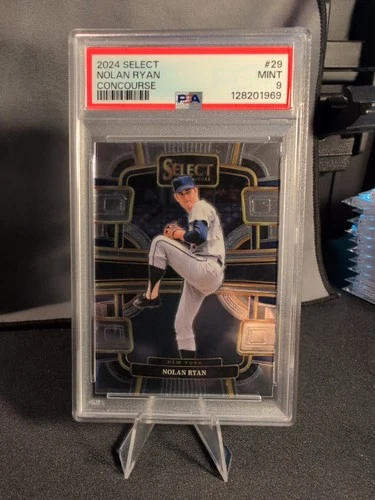 2024 SELECT #29
NOLAN RYAN MINT
CONCOURSE 9
PSA 128201969
SELECT
NEW YORK
NOLAN RYAN